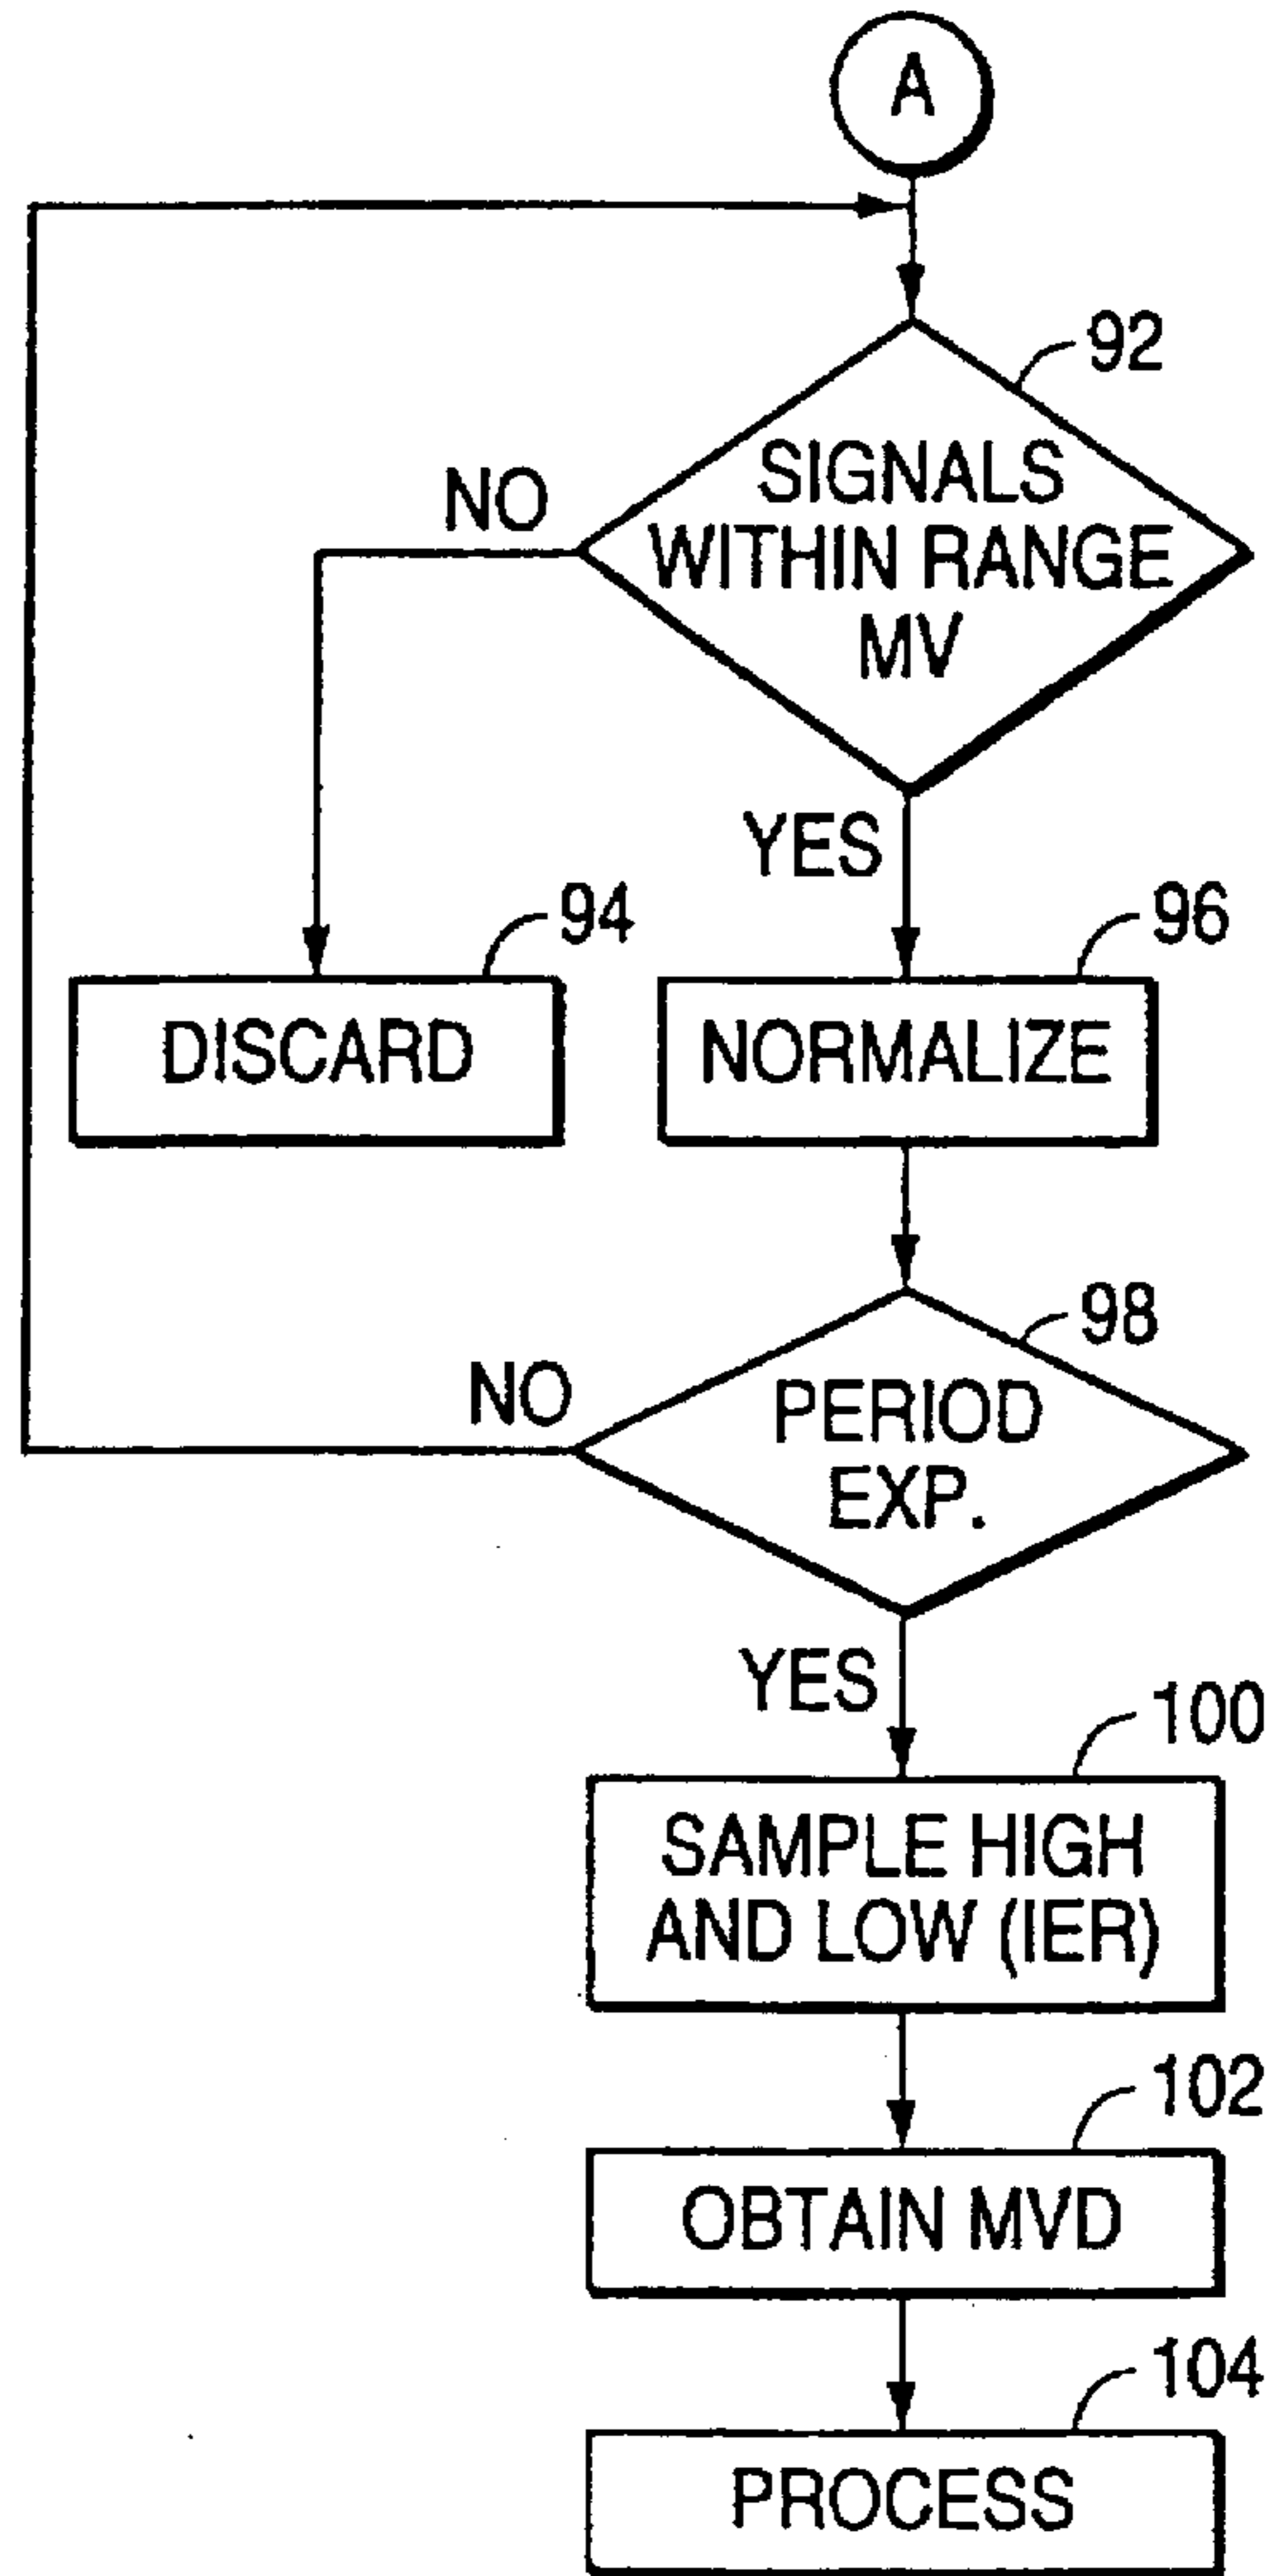 A
92
SIGNALS
WITHIN RANGE
MV
NO
YES
94
DISCARD
96
NORMALIZE
98
PERIOD
EXP.
NO
YES
100
SAMPLE HIGH
AND LOW (IER)
102
OBTAIN MVD
104
PROCESS